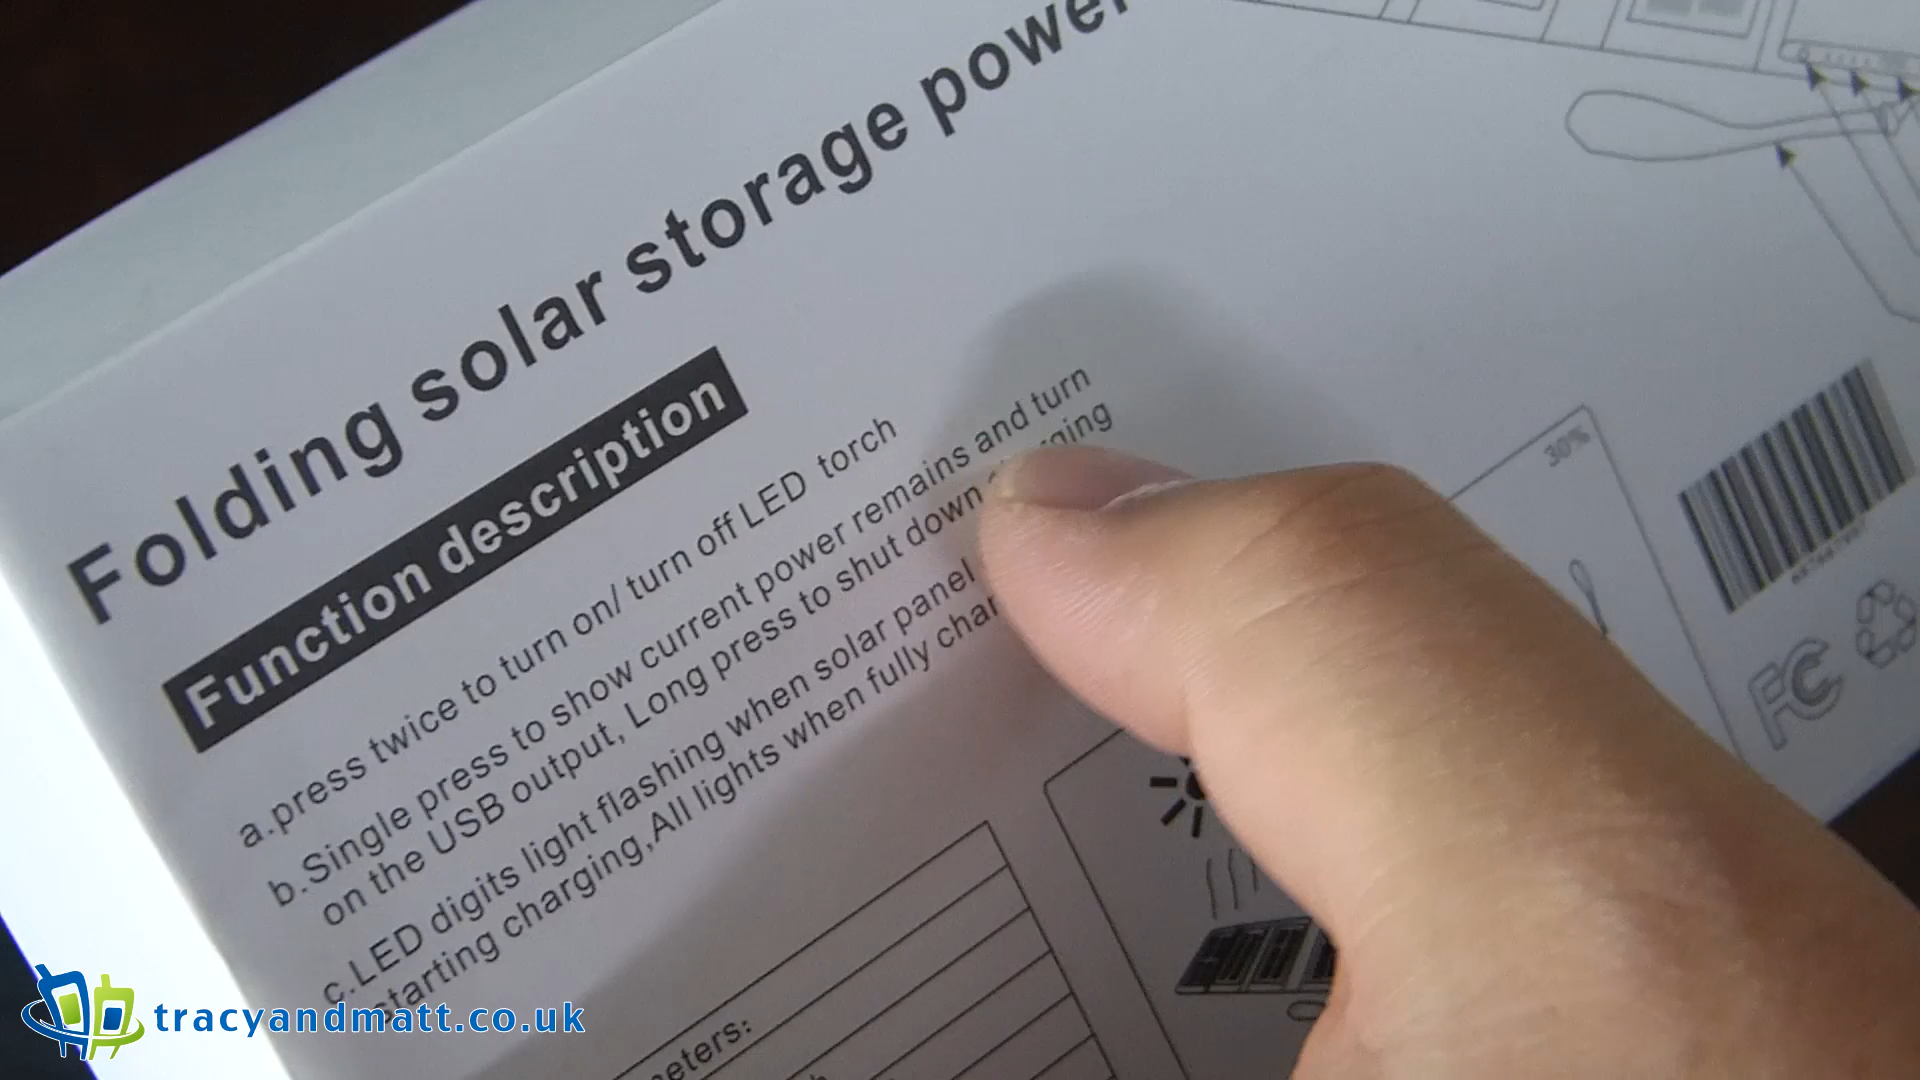 Folding solar storage power
Function description
a.press twice to turn on/ turn off LED torch
b.Single press to show current power remains and turn
on the USB output, Long press to shut down
c.LED digits light flashing when solar panel
starting charging,All lights when fully
30%
FC
tracyandmatt.co.uk